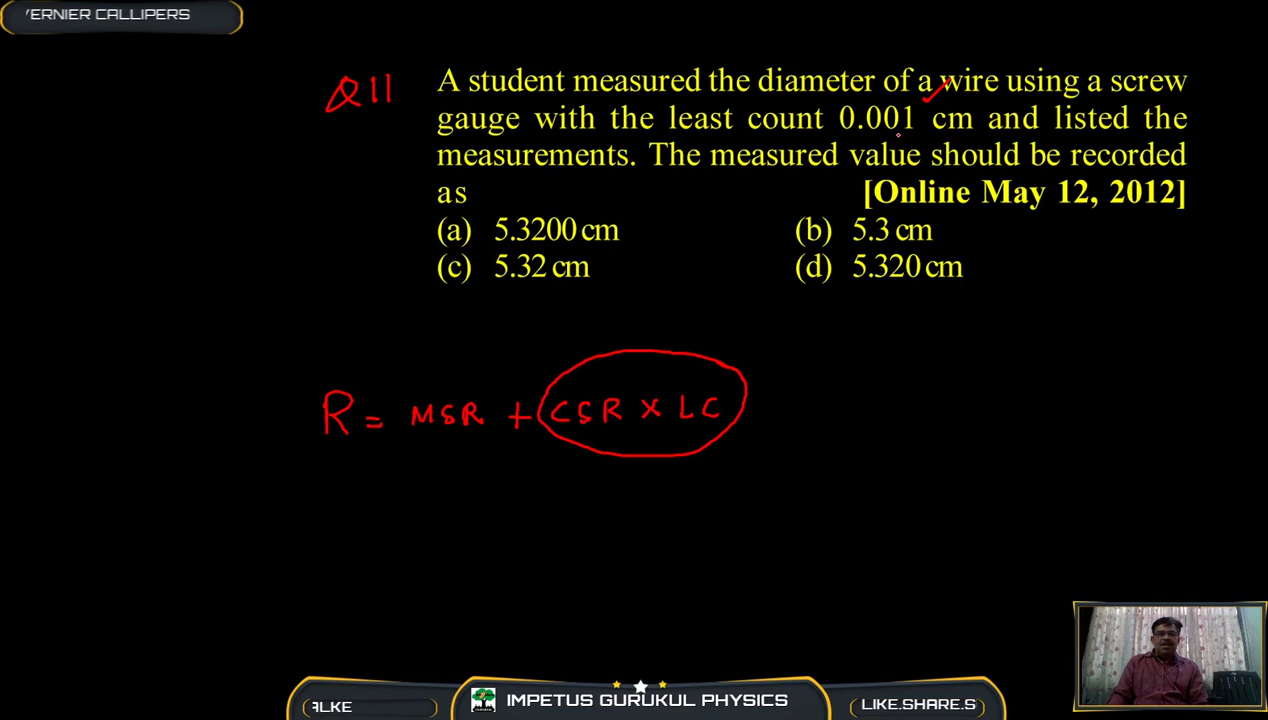 VERNIER CALLIPERS
Q11
A student measured the diameter of a wire using a screw
gauge with the least count 0.001 cm and listed the
measurements. The measured value should be recorded
as [Online May 12, 2012]
(a) 5.3200 cm (b) 5.3 cm
(c) 5.32 cm (d) 5.320 cm
R = MSR + CSR × LC
IMPETUS GURUKUL PHYSICS
LIKE.SHARE.S